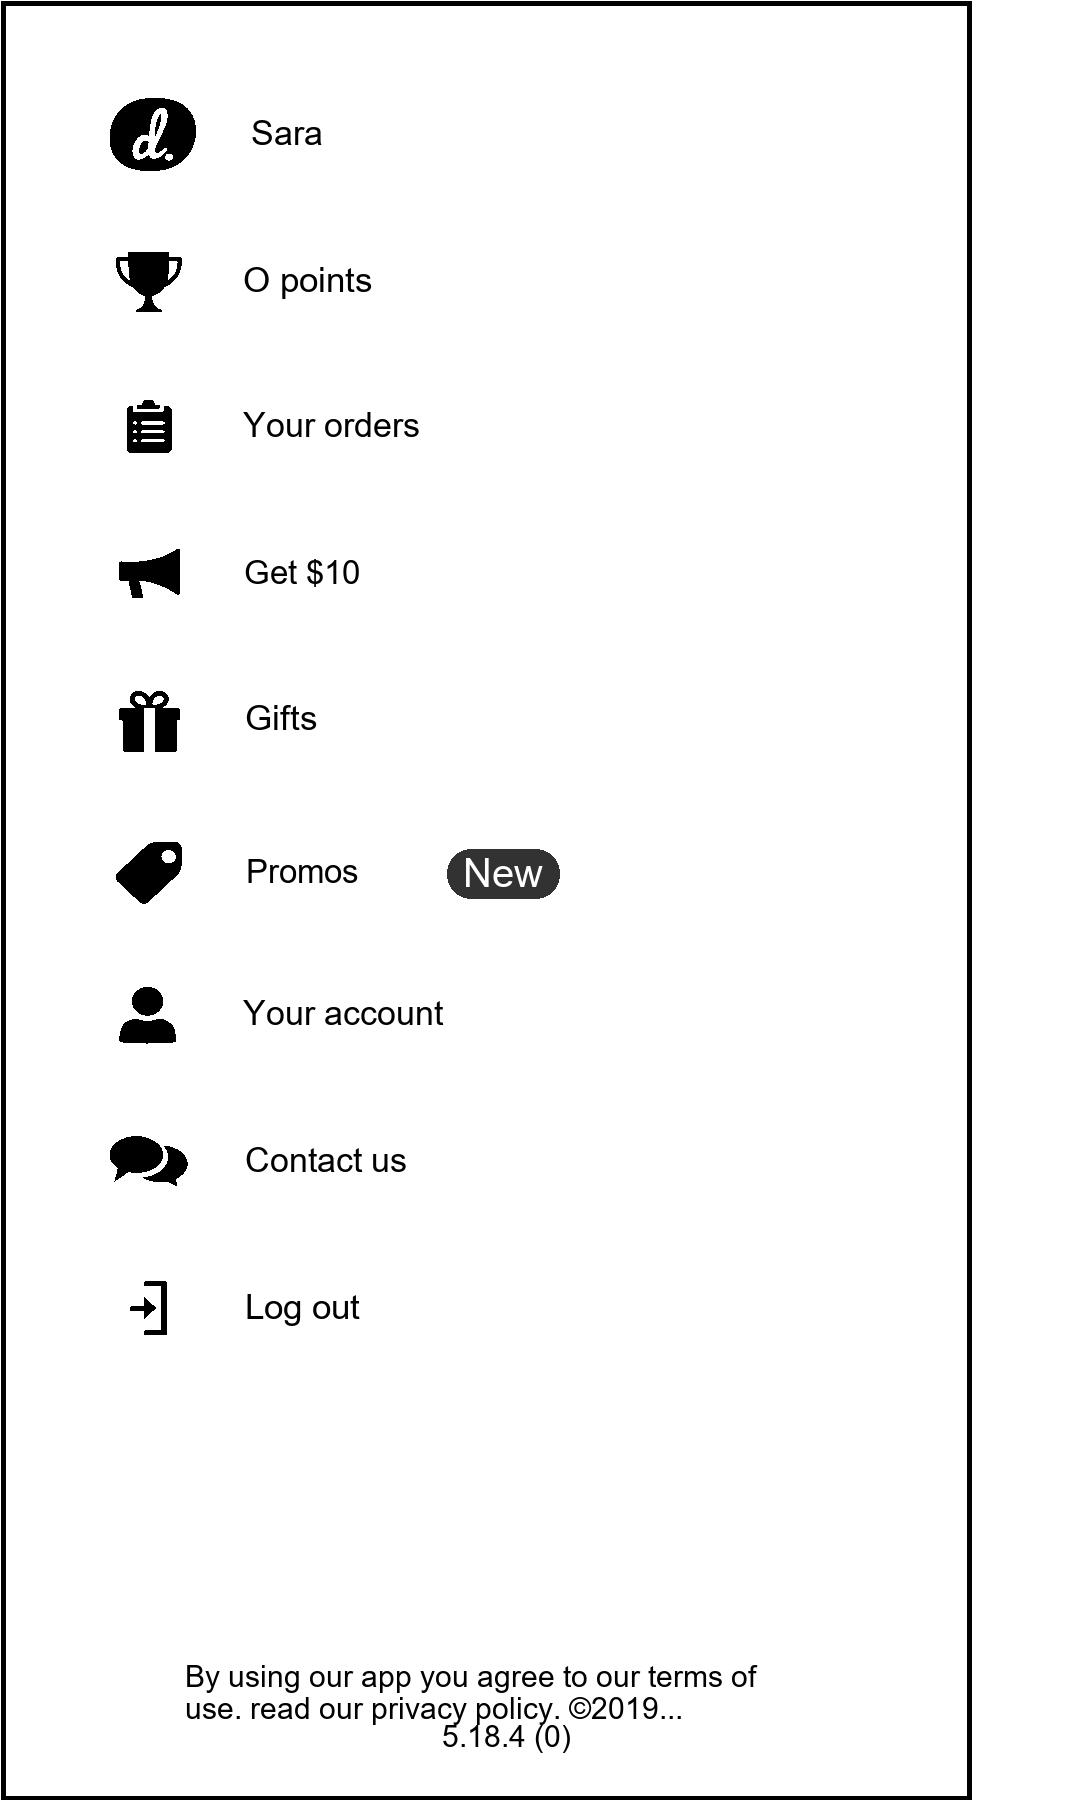 d.
Sara
O points
Your orders
Get $10
Gifts
Promos
New
Your account
Contact us
Log out
By using our app you agree to our terms of
use. read our privacy policy. ©2019...
5.18.4 (0)